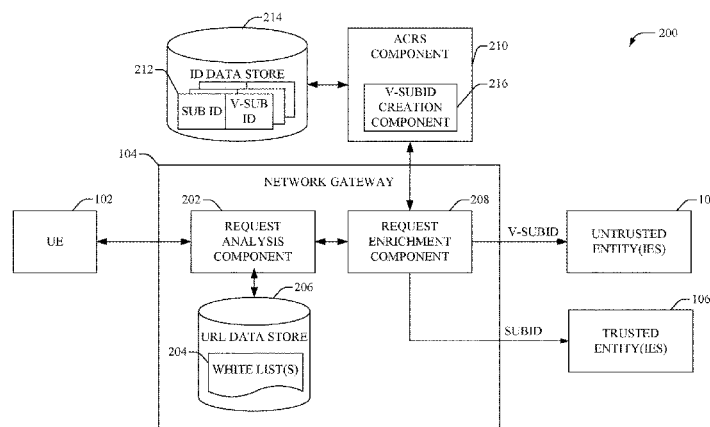 214
ACRS
COMPONENT
210
200
212
ID DATA STORE
SUB ID
V-SUB
ID
V-SUBID
CREATION
COMPONENT
216
104
NETWORK GATEWAY
102
202
208
10
UE
REQUEST
ANALYSIS
COMPONENT
REQUEST
ENRICHMENT
COMPONENT
V-SUBID
UNTRUSTED
ENTITY(IES)
206
106
URL DATA STORE
204
WHITE LIST(S)
SUBID
TRUSTED
ENTITY(IES)